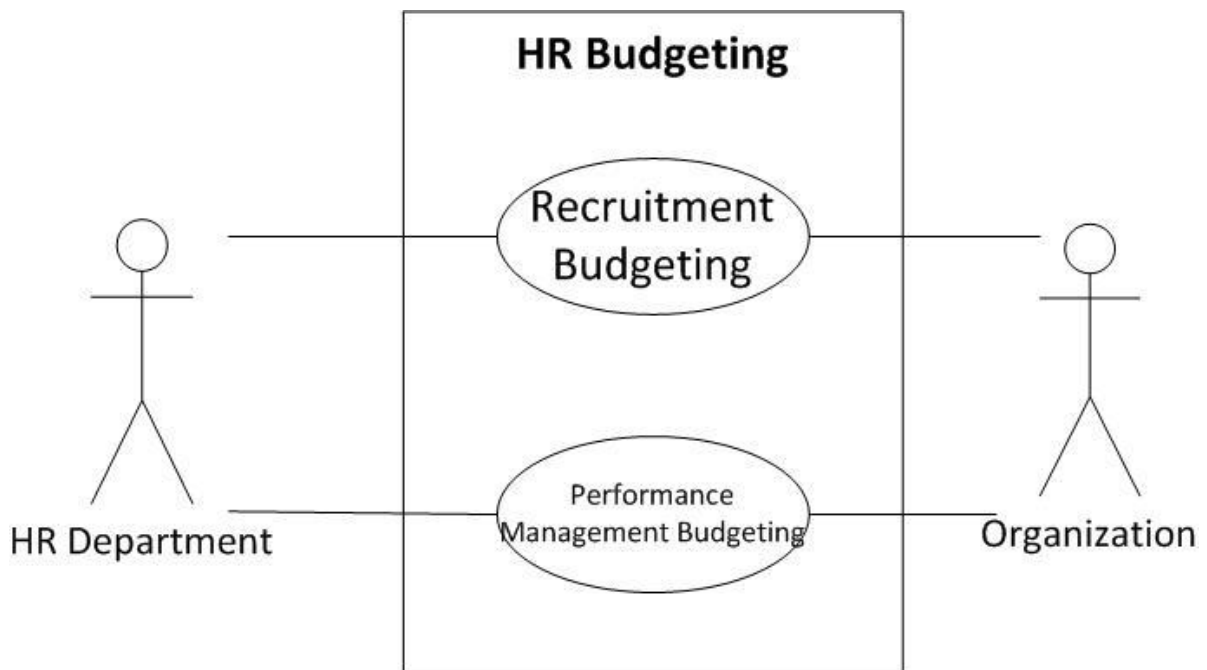 HR Budgeting
Recruitment
Budgeting
Performance
Management Budgeting
HR Department
Organization